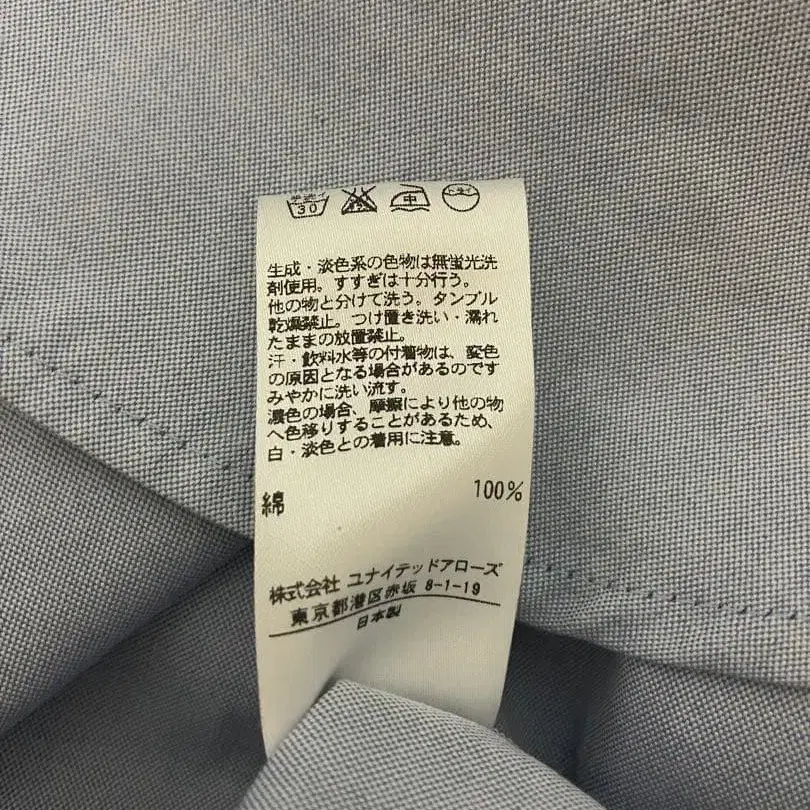 30 中
生成・淡色系の色物は無蛍光洗
剤使用。すすぎは十分行う。
他の物と分けて洗う。タンブル
乾燥禁止。つけ置き洗い・濡れ
たままの放置禁止。
汗・飲料水等の付着物は、変色
の原因となる場合があるのです
みやかに洗い流す。
濃色の場合、摩擦により他の物
へ色移りすることがあるため、
白・淡色との着用に注意。
綿 100%
株式会社 ユナイテッドアローズ
東京都港区赤坂 8-1-19
日本製